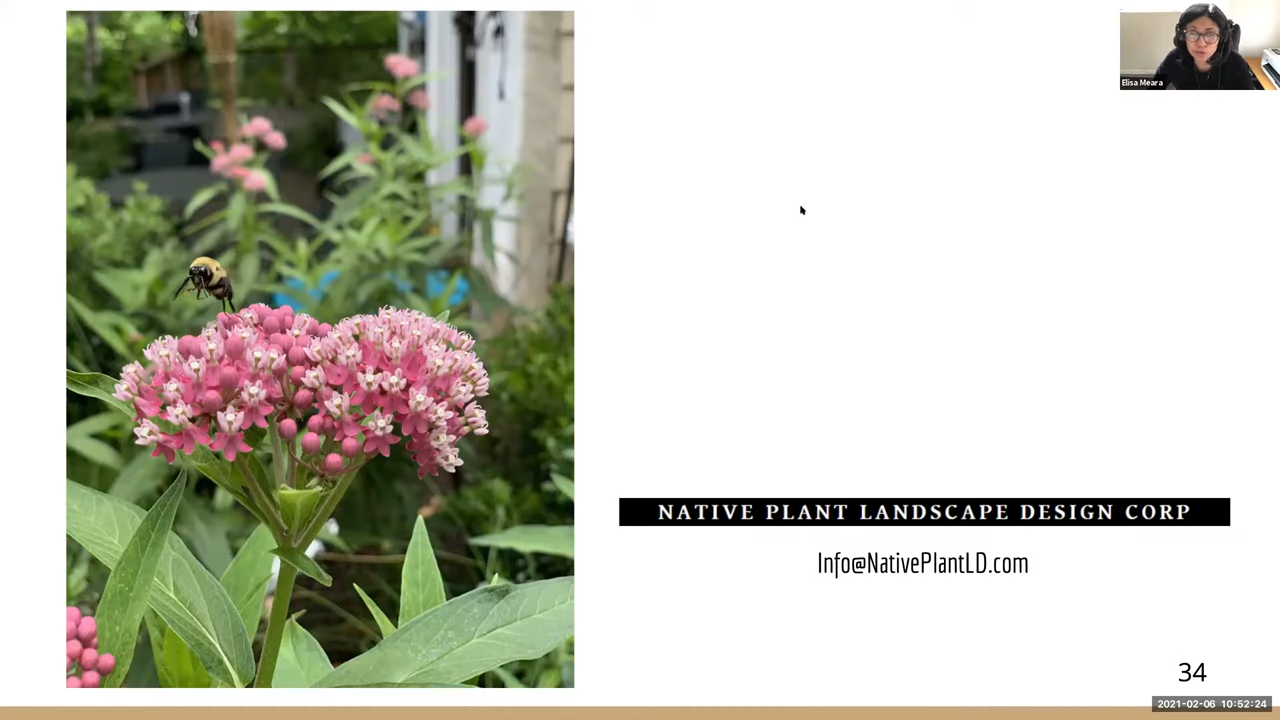 Elisa Meara
NATIVE PLANT LANDSCAPE DESIGN CORP
Info@NativePlantLD.com
34
2021-02-06 10:52:24